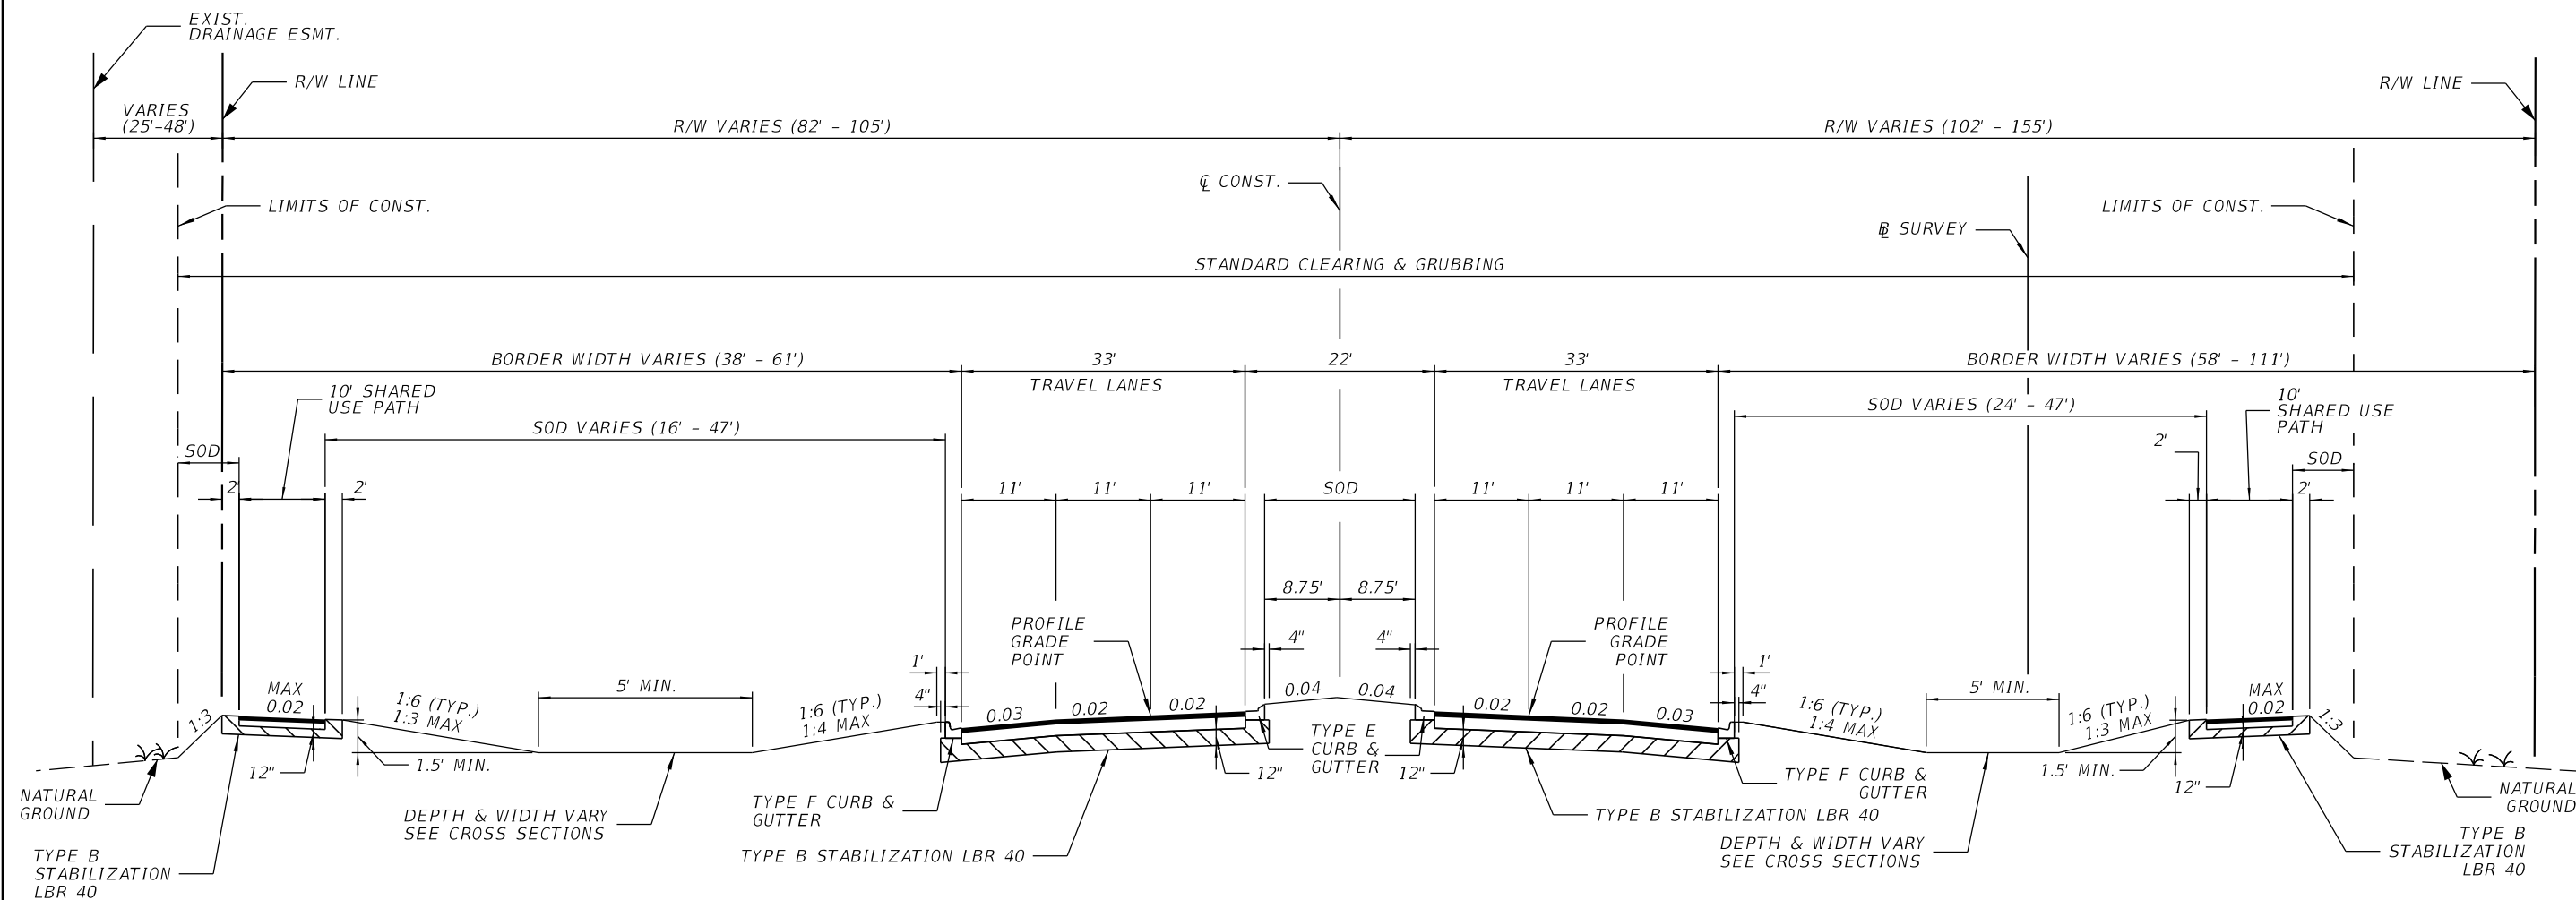 EXIST.
DRAINAGE ESMT.
R/W LINE
R/W LINE
VARIES
(25'-48')
R/W VARIES (82' - 105')
R/W VARIES (102' - 155')
℄ CONST.
LIMITS OF CONST.
LIMITS OF CONST.
BL SURVEY
STANDARD CLEARING & GRUBBING
BORDER WIDTH VARIES (38' - 61')
33'
TRAVEL LANES
22'
33'
TRAVEL LANES
BORDER WIDTH VARIES (58' - 111')
10' SHARED
USE PATH
10'
SHARED USE
PATH
SOD VARIES (16' - 47')
SOD VARIES (24' - 47')
SOD
2'
SOD
2'
2'
11'
11'
11'
SOD
11'
11'
11'
2'
8.75'
8.75'
PROFILE
GRADE
POINT
4"
4"
PROFILE
GRADE
POINT
1'
1'
MAX
0.02
1:3
1:6 (TYP.)
1:3 MAX
5' MIN.
1:6 (TYP.)
1:4 MAX
4"
0.03
0.02
0.02
0.04
0.04
0.02
0.02
0.03
4"
1:6 (TYP.)
1:4 MAX
5' MIN.
1:6 (TYP.)
1:3 MAX
MAX
0.02
1:3
12"
1.5' MIN.
12"
TYPE E
CURB &
GUTTER
12"
1.5' MIN.
12"
NATURAL
GROUND
DEPTH & WIDTH VARY
SEE CROSS SECTIONS
TYPE F CURB &
GUTTER
TYPE F CURB &
GUTTER
NATURAL
GROUND
TYPE B STABILIZATION LBR 40
TYPE B STABILIZATION LBR 40
DEPTH & WIDTH VARY
SEE CROSS SECTIONS
TYPE B
STABILIZATION
LBR 40
TYPE B
STABILIZATION
LBR 40